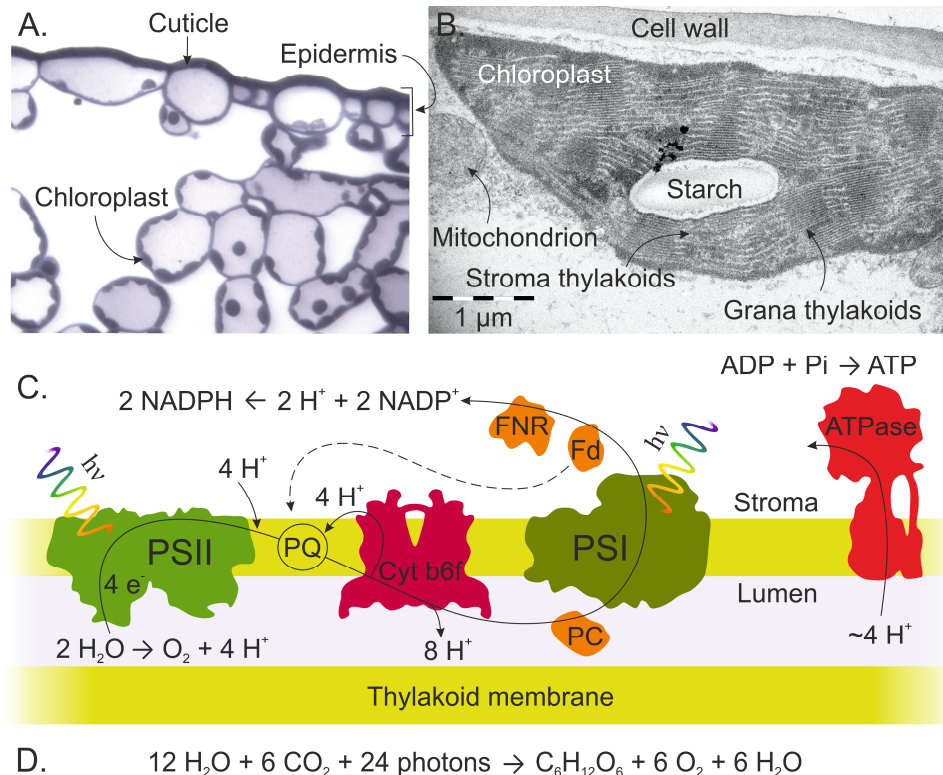 A.
Cuticle
Epidermis
Chloroplast
B.
Cell wall
Chloroplast
Starch
Mitochondrion
Stroma thylakoids
Grana thylakoids
1 µm
C.
ADP + Pi → ATP
2 NADPH ← 2 H⁺ + 2 NADP⁺
FNR
Fd
hν
hν
ATPase
4 H⁺
4 H⁺
Stroma
PSII
PQ
Cyt b6f
PSI
4 e⁻
Lumen
PC
2 H₂O → O₂ + 4 H⁺
8 H⁺
~4 H⁺
Thylakoid membrane
D. 12 H₂O + 6 CO₂ + 24 photons → C₆H₁₂O₆ + 6 O₂ + 6 H₂O